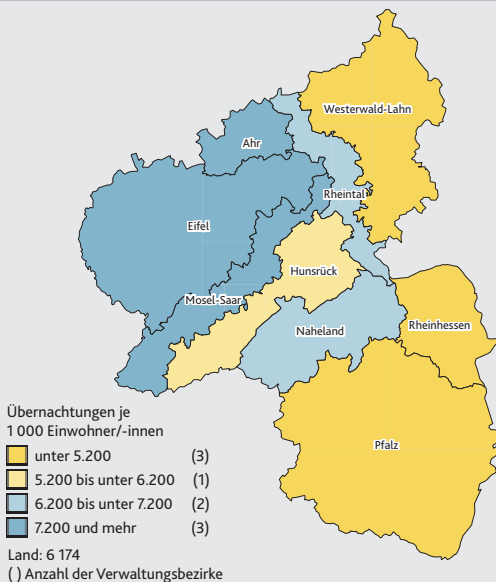 Westerwald-Lahn
Ahr
Rheintal
Eifel
Hunsrück
Mosel-Saar
Rheinhessen
Naheland
Pfalz
Übernachtungen je
1 000 Einwohner/-innen
unter 5.200 (3)
5.200 bis unter 6.200 (1)
6.200 bis unter 7.200 (2)
7.200 und mehr (3)
Land: 6 174
( ) Anzahl der Verwaltungsbezirke